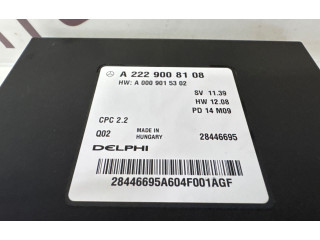 A 222 900 81 08
HW: A 000 901 53 02
SV 11.39
HW 12.08
PD 14 M09
CPC 2.2
Q02 MADE IN HUNGARY 28446695
DELPHI
28446695A604F001AGF